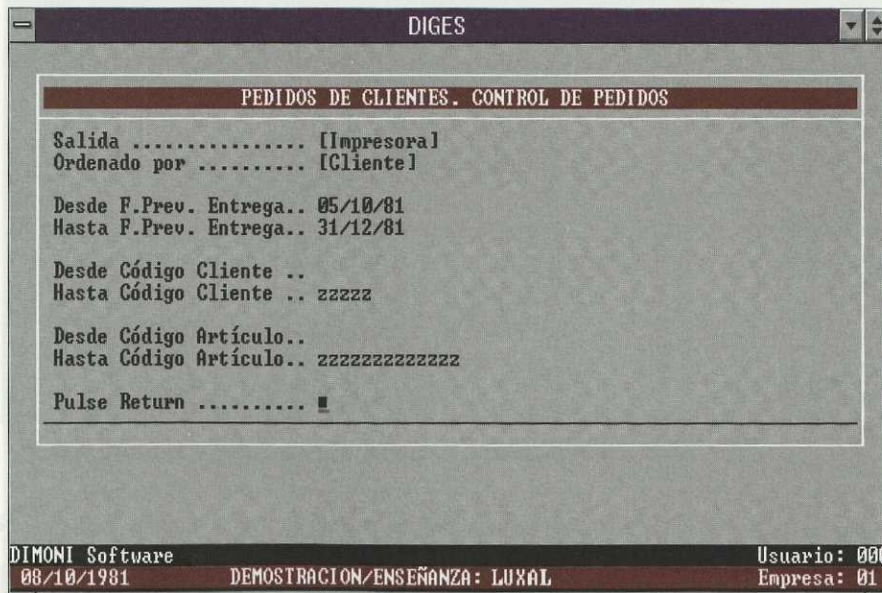 DIGES
PEDIDOS DE CLIENTES. CONTROL DE PEDIDOS
Salida ................ [Impresora]
Ordenado por .......... [Cliente]
Desde F.Prev. Entrega.. 05/10/81
Hasta F.Prev. Entrega.. 31/12/81
Desde Código Cliente ..
Hasta Código Cliente .. zzzzz
Desde Código Artículo..
Hasta Código Artículo.. zzzzzzzzzzzzz
Pulse Return ..........
DIMONI Software Usuario: 000
08/10/1981 DEMOSTRACION/ENSEÑANZA: LUXAL Empresa: 01